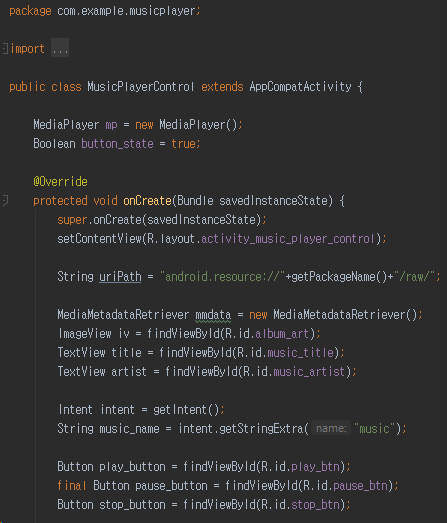 package com.example.musicplayer;
import ...
public class MusicPlayerControl extends AppCompatActivity {
MediaPlayer mp = new MediaPlayer();
Boolean button_state = true;
@Override
protected void onCreate(Bundle savedInstanceState) {
super.onCreate(savedInstanceState);
setContentView(R.layout.activity_music_player_control);
String uriPath = "android.resource://"+getPackageName()+"/raw/";
MediaMetadataRetriever mmdata = new MediaMetadataRetriever();
ImageView iv = findViewById(R.id.album_art);
TextView title = findViewById(R.id.music_title);
TextView artist = findViewById(R.id.music_artist);
Intent intent = getIntent();
String music_name = intent.getStringExtra( name: "music");
Button play_button = findViewById(R.id.play_btn);
final Button pause_button = findViewById(R.id.pause_btn);
Button stop_button = findViewById(R.id.stop_btn);